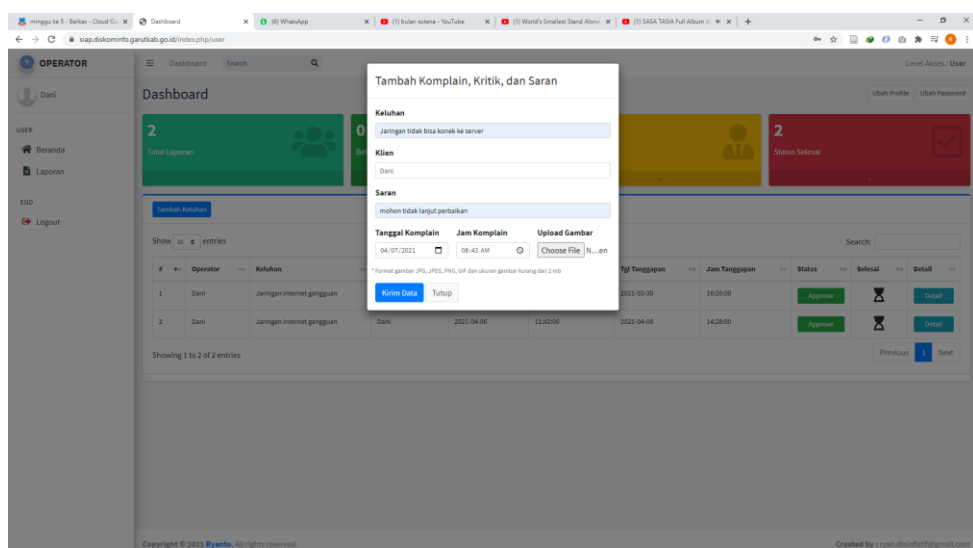 minggu ke 5 - Berkas - Cloud Ga
Dashboard
(6) WhatsApp
(1) bulan sutena - YouTube
(1) World's Smallest Stand Alone
(1) SASA TASIA Full Album
siap.diskominfo.garutkab.go.id/index.php/user
OPERATOR
Dashboard
Search
Level Akses : User
Dani
Dashboard
Ubah Profile
Ubah Password
USER
Beranda
Laporan
END
Logout
2
Total Laporan
0
2
Status Selesai
Tambah Keluhan
Show 10 entries
Search:
# Operator Keluhan Tgl Tanggapan Jam Tanggapan Status Selesai Detail
1 Dani Jaringan internet gangguan 2021-03-30 Approve Detail
2 Dani Jaringan internet gangguan Dani 2021-04-06 11:42:00 2021-04-06 14:28:00 Approve Detail
Showing 1 to 2 of 2 entries
Previous 1 Next
Tambah Komplain, Kritik, dan Saran
Keluhan
Jaringan tidak bisa konek ke server
Klien
Dani
Saran
mohon tidak lanjut perbaikan
Tanggal Komplain Jam Komplain Upload Gambar
04/07/2021 08:43 AM Choose File N...en
* Format gambar JPG, JPEG, PNG, GIF dan ukuran gambar kurang dari 2 mb
Kirim Data Tutup
Copyright © 2021 Ryanto. All rights reserved.